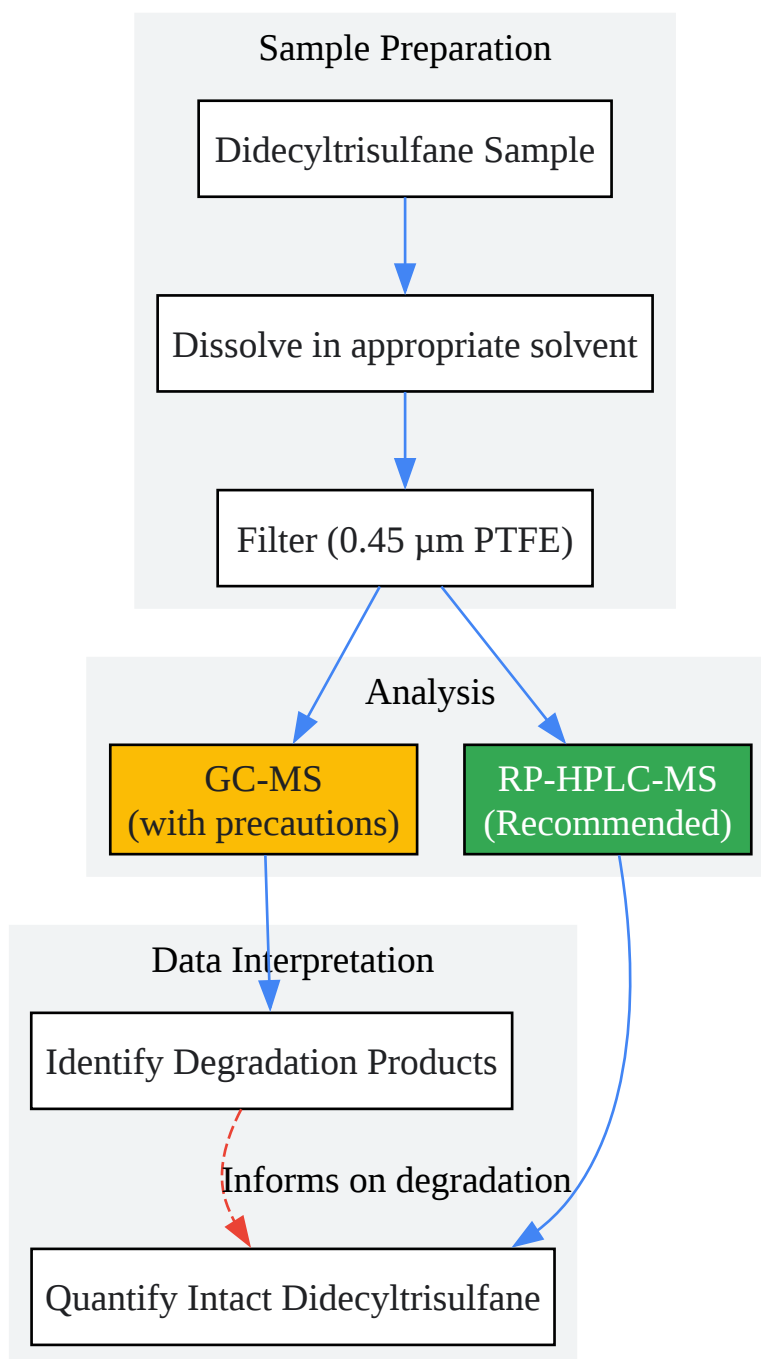 Sample Preparation
Didecyltrisulfane Sample
Dissolve in appropriate solvent
Filter (0.45 µm PTFE)
Analysis
GC-MS
(with precautions)
RP-HPLC-MS
(Recommended)
Data Interpretation
Identify Degradation Products
Informs on degradation
Quantify Intact Didecyltrisulfane